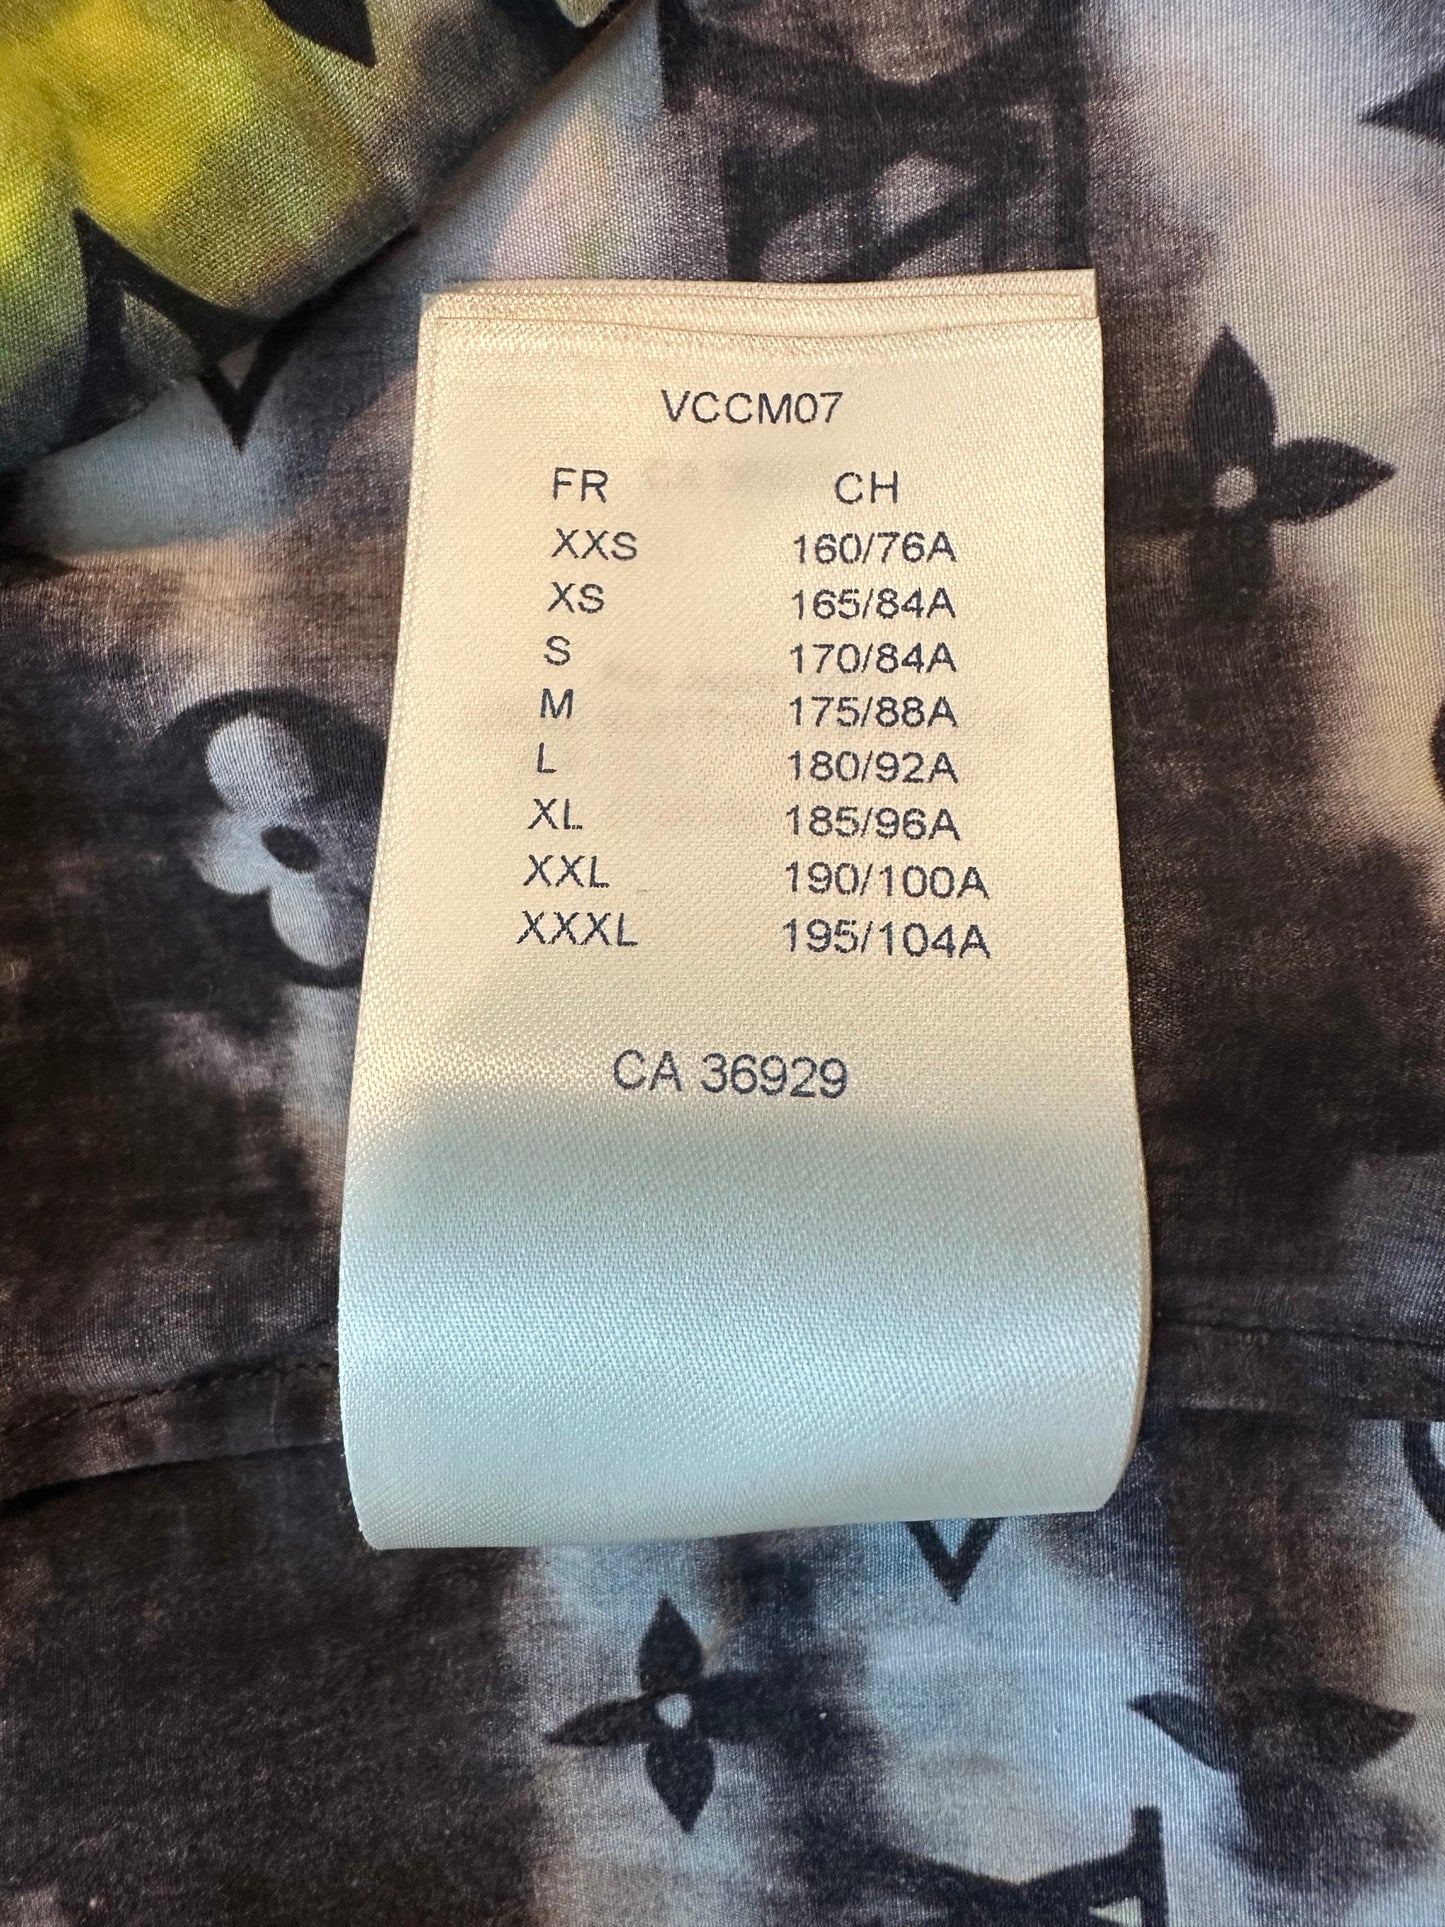 VCCM07
FR CH
XXS 160/76A
XS 165/84A
S 170/84A
M 175/88A
L 180/92A
XL 185/96A
XXL 190/100A
XXXL 195/104A
CA 36929